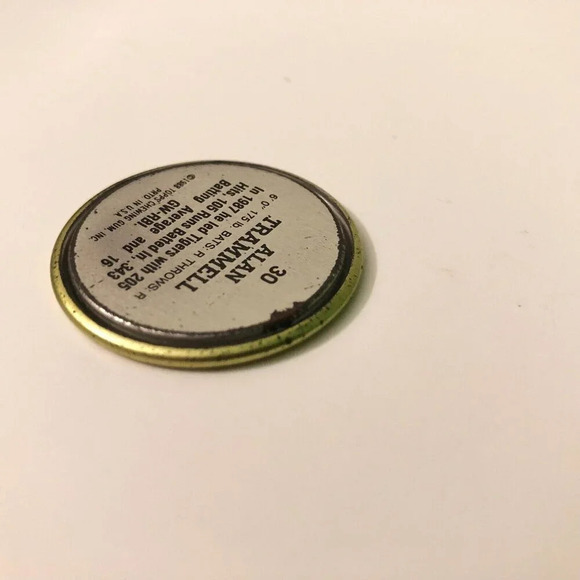 30
ALAN
TRAMMELL
6' 0" 175 lb BATS: R THROWS: R
In 1987 he led Tigers with 205
Hits, 105 Runs Batted In, .343
Batting Average and 16
GW-RBI.
©1988 TOPPS CHEWING GUM, INC.
PRTD IN U.S.A.